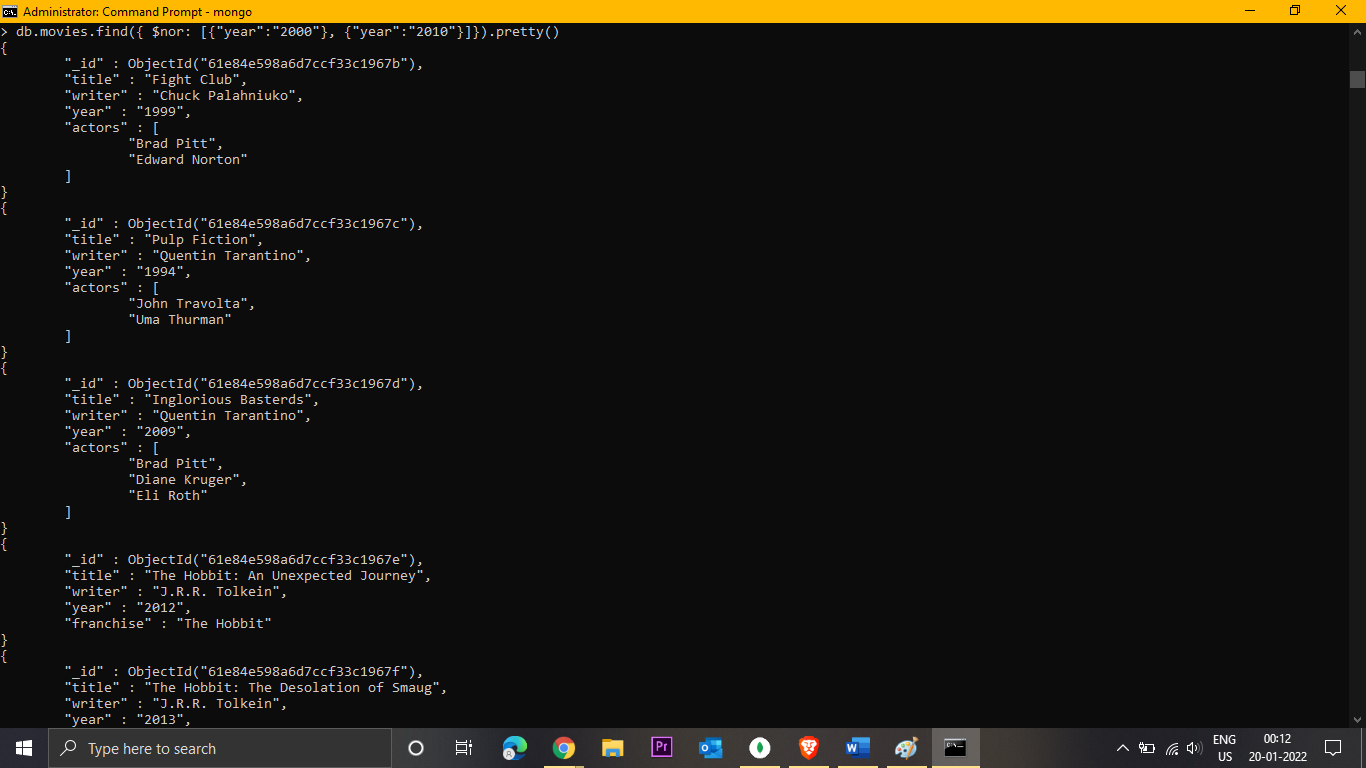 Administrator: Command Prompt - mongo
> db.movies.find({ $nor: [{"year":"2000"}, {"year":"2010"}]}).pretty()
{
"_id" : ObjectId("61e84e598a6d7ccf33c1967b"),
"title" : "Fight Club",
"writer" : "Chuck Palahniuko",
"year" : "1999",
"actors" : [
"Brad Pitt",
"Edward Norton"
]
}
{
"_id" : ObjectId("61e84e598a6d7ccf33c1967c"),
"title" : "Pulp Fiction",
"writer" : "Quentin Tarantino",
"year" : "1994",
"actors" : [
"John Travolta",
"Uma Thurman"
]
}
{
"_id" : ObjectId("61e84e598a6d7ccf33c1967d"),
"title" : "Inglorious Basterds",
"writer" : "Quentin Tarantino",
"year" : "2009",
"actors" : [
"Brad Pitt",
"Diane Kruger",
"Eli Roth"
]
}
{
"_id" : ObjectId("61e84e598a6d7ccf33c1967e"),
"title" : "The Hobbit: An Unexpected Journey",
"writer" : "J.R.R. Tolkein",
"year" : "2012",
"franchise" : "The Hobbit"
}
{
"_id" : ObjectId("61e84e598a6d7ccf33c1967f"),
"title" : "The Hobbit: The Desolation of Smaug",
"writer" : "J.R.R. Tolkein",
"year" : "2013",
Type here to search
Pr
ENG
US
00:12
20-01-2022